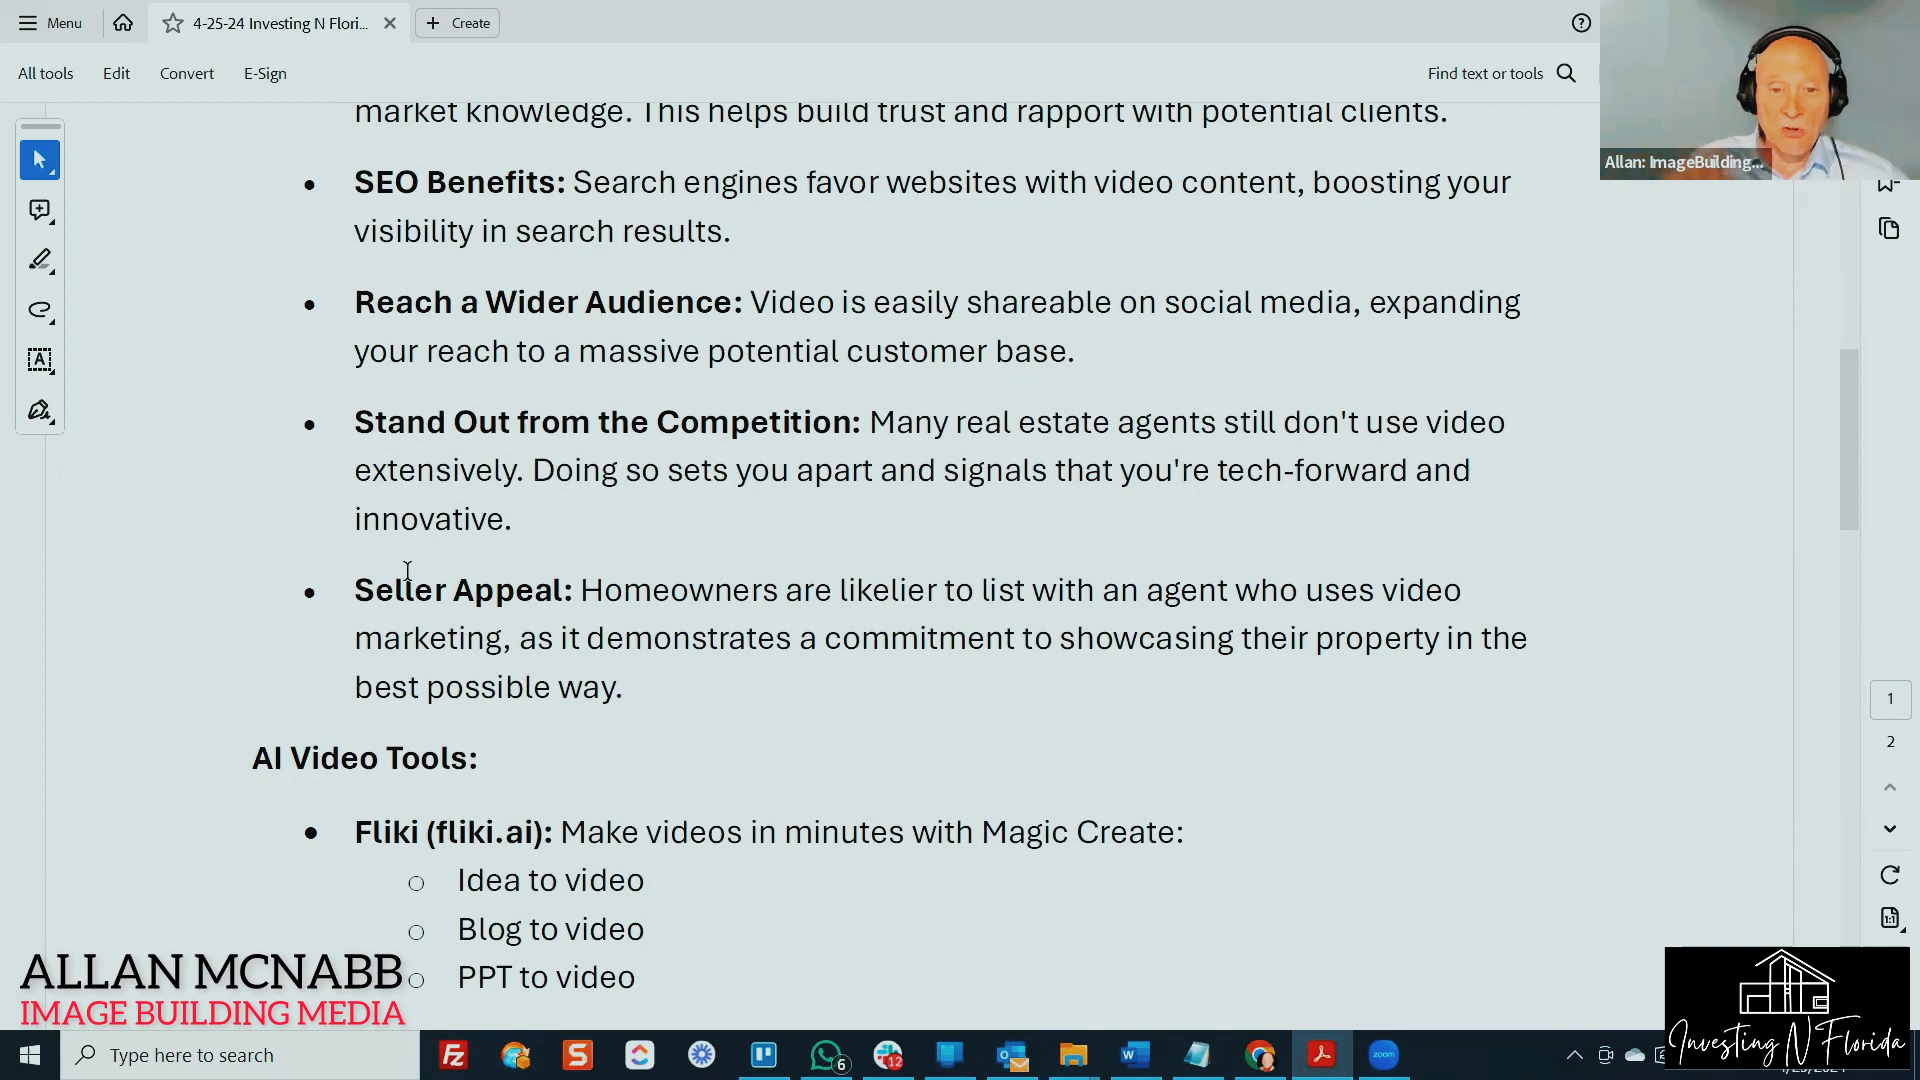 Menu
4-25-24 Investing N Flori...
Create
All tools
Edit
Convert
E-Sign
Find text or tools
Allan: ImageBuilding...
market knowledge. This helps build trust and rapport with potential clients.
• SEO Benefits: Search engines favor websites with video content, boosting your
visibility in search results.
• Reach a Wider Audience: Video is easily shareable on social media, expanding
your reach to a massive potential customer base.
• Stand Out from the Competition: Many real estate agents still don't use video
extensively. Doing so sets you apart and signals that you're tech-forward and
innovative.
• Seller Appeal: Homeowners are likelier to list with an agent who uses video
marketing, as it demonstrates a commitment to showcasing their property in the
best possible way.
AI Video Tools:
• Fliki (fliki.ai): Make videos in minutes with Magic Create:
○ Idea to video
○ Blog to video
○ PPT to video
1
2
1:1
ALLAN MCNABB
IMAGE BUILDING MEDIA
Investing N Florida
Type here to search
Fz
S
6
12
zoom